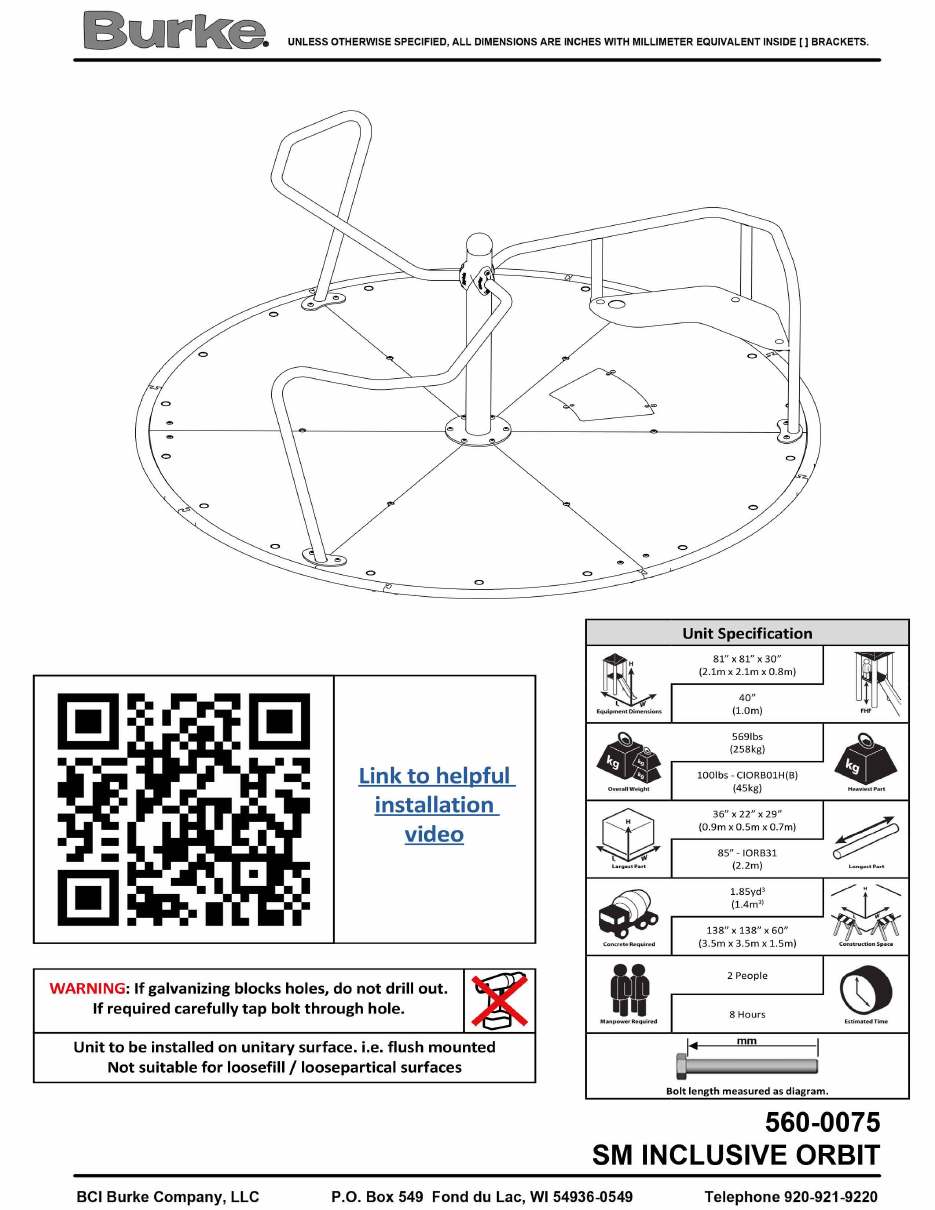 Burke.
UNLESS OTHERWISE SPECIFIED, ALL DIMENSIONS ARE INCHES WITH MILLIMETER EQUIVALENT INSIDE [ ] BRACKETS.
Unit Specification
H
L
W
Equipment Dimensions
81” x 81” x 30”
(2.1m x 2.1m x 0.8m)
40”
(1.0m)
FHF
kg
kg
kg
Overall Weight
569lbs
(258kg)
100lbs - CIORB01H(B)
(45kg)
kg
Heaviest Part
H
L
W
Largest Part
36” x 22” x 29”
(0.9m x 0.5m x 0.7m)
85” - IORB31
(2.2m)
Longest Part
Concrete Required
1.85yd³
(1.4m³)
138” x 138” x 60”
(3.5m x 3.5m x 1.5m)
H
L
W
Construction Space
Manpower Required
2 People
8 Hours
Estimated Time
mm
Bolt length measured as diagram.
Link to helpful
installation
video
WARNING: If galvanizing blocks holes, do not drill out.
If required carefully tap bolt through hole.
Unit to be installed on unitary surface. i.e. flush mounted
Not suitable for loosefill / loosepartical surfaces
560-0075
SM INCLUSIVE ORBIT
BCI Burke Company, LLC P.O. Box 549 Fond du Lac, WI 54936-0549 Telephone 920-921-9220